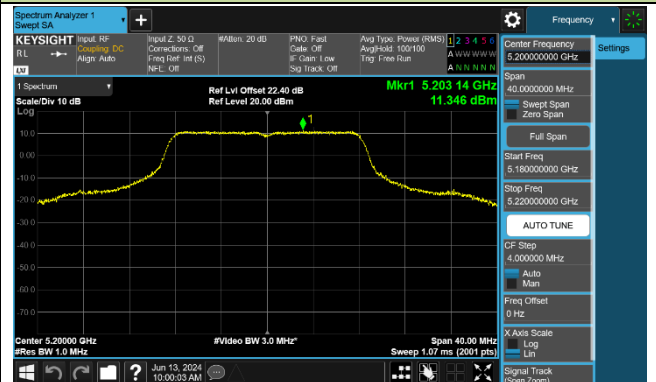 Spectrum Analyzer 1
Swept SA
Frequency
KEYSIGHT
RL
LXI
Input: RF
Coupling: DC
Align: Auto
Input Z: 50 Ω
Corrections: Off
Freq Ref: Int (S)
NFE: Off
#Atten: 20 dB
PNO: Fast
Gate: Off
IF Gain: Low
Sig Track: Off
Avg Type: Power (RMS)
Avg|Hold: 100/100
Trig: Free Run
1 2 3 4 5 6
A W W W W W
A N N N N N
1 Spectrum
Scale/Div 10 dB
Log
Ref Lvl Offset 22.40 dB
Ref Level 20.00 dBm
Mkr1 5.203 14 GHz
11.346 dBm
1
10.0
0.00
-10.0
-20.0
-30.0
-40.0
-50.0
-60.0
-70.0
Center 5.20000 GHz
#Res BW 1.0 MHz
#Video BW 3.0 MHz*
Span 40.00 MHz
Sweep 1.07 ms (2001 pts)
Center Frequency
5.200000000 GHz
Settings
Span
40.0000000 MHz
Swept Span
Zero Span
Full Span
Start Freq
5.180000000 GHz
Stop Freq
5.220000000 GHz
AUTO TUNE
CF Step
4.000000 MHz
Auto
Man
Freq Offset
0 Hz
X Axis Scale
Log
Lin
Signal Track
(Span Zoom)
Jun 13, 2024
10:00:03 AM